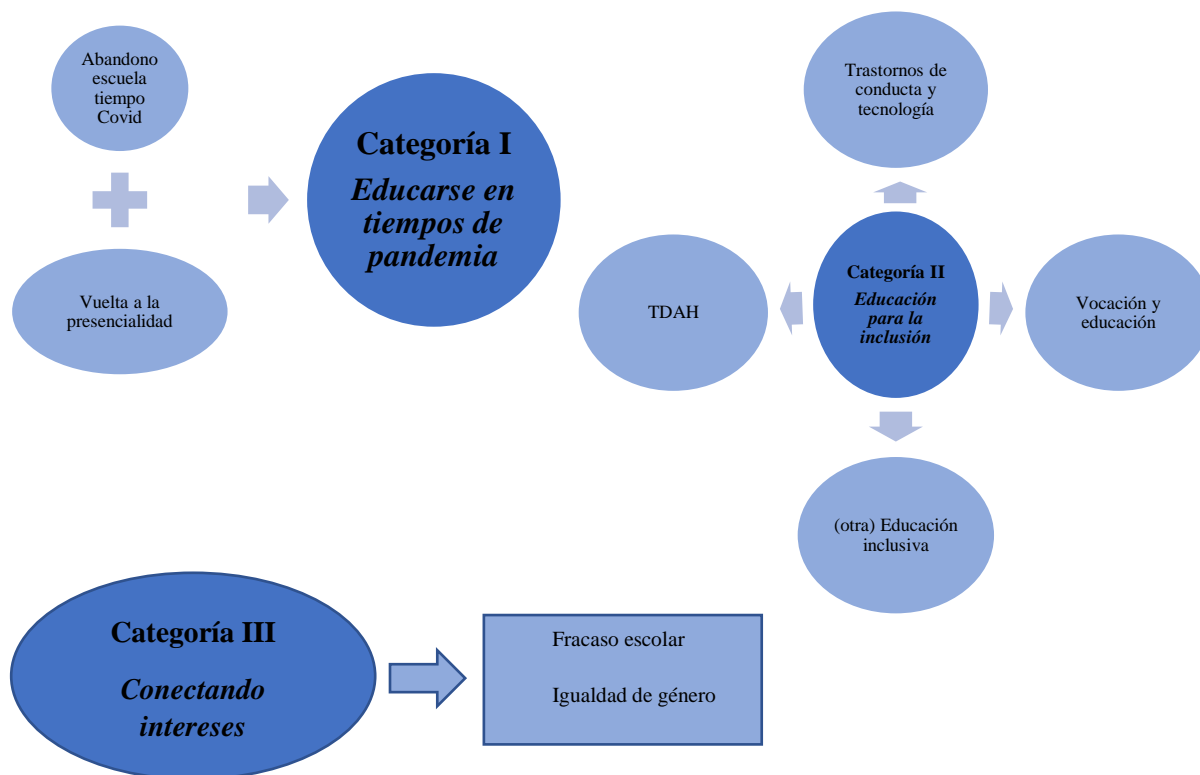 Abandono
escuela
tiempo
Covid
Vuelta a la
presencialidad
Categoría I
Educarse en
tiempos de
pandemia
Trastornos de
conducta y
tecnología
TDAH
Categoría II
Educación
para la
inclusión
Vocación y
educación
(otra) Educación
inclusiva
Categoría III
Conectando
intereses
Fracaso escolar
Igualdad de género